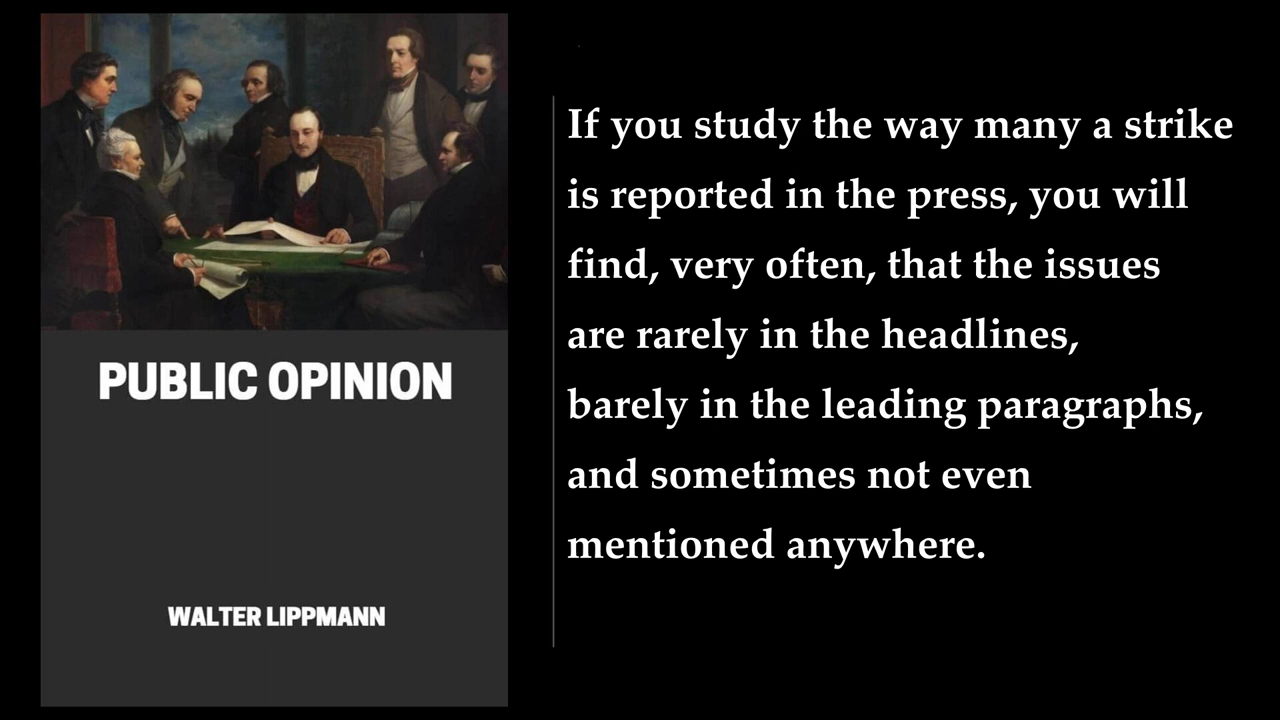 PUBLIC OPINION
WALTER LIPPMANN
If you study the way many a strike
is reported in the press, you will
find, very often, that the issues
are rarely in the headlines,
barely in the leading paragraphs,
and sometimes not even
mentioned anywhere.